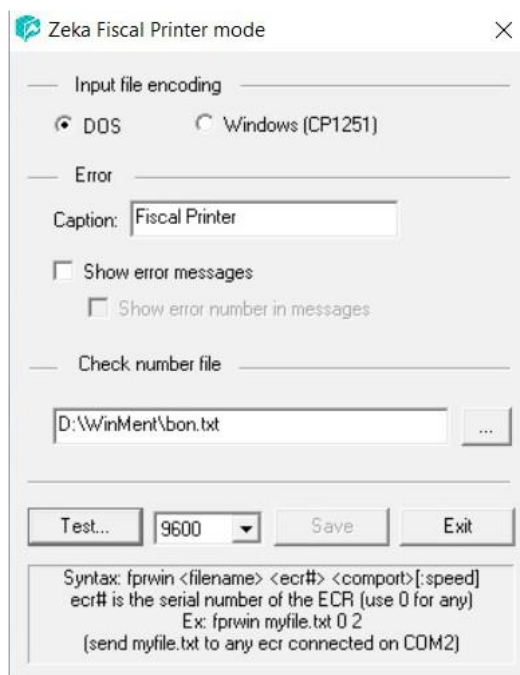 Zeka Fiscal Printer mode
Input file encoding
DOS Windows (CP1251)
Error
Caption: Fiscal Printer
Show error messages
Show error number in messages
Check number file
D:\WinMent\bon.txt ...
Test... 9600 Save Exit
Syntax: fprwin <filename> <ecr#> <comport>[:speed]
ecr# is the serial number of the ECR (use 0 for any)
Ex: fprwin myfile.txt 0 2
(send myfile.txt to any ecr connected on COM2)